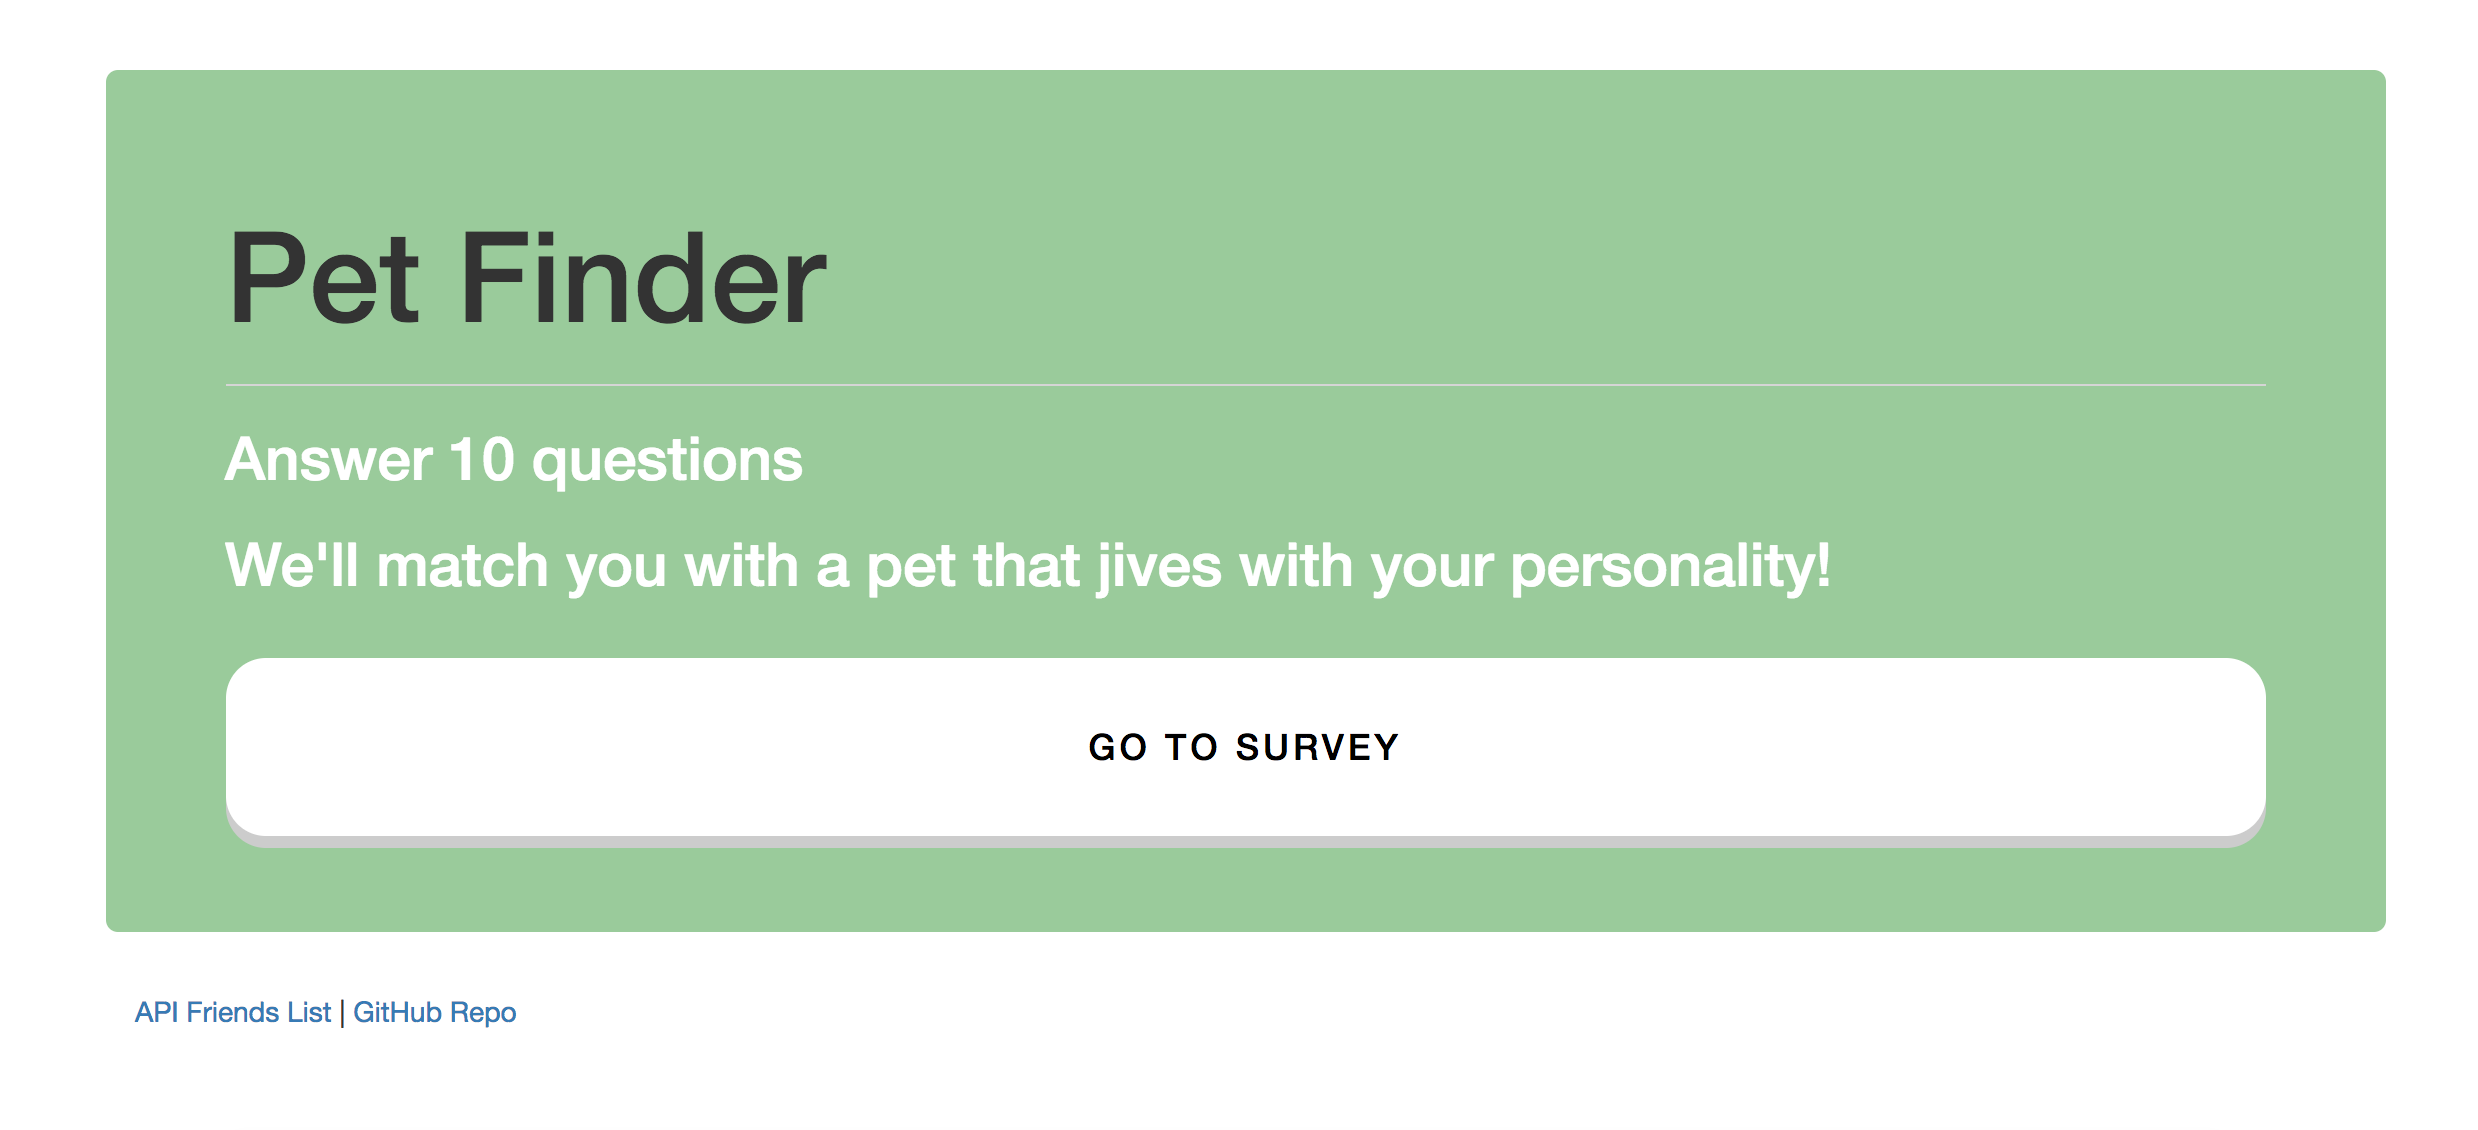 Pet Finder
Answer 10 questions
We'll match you with a pet that jives with your personality!
GO TO SURVEY
API Friends List | GitHub Repo